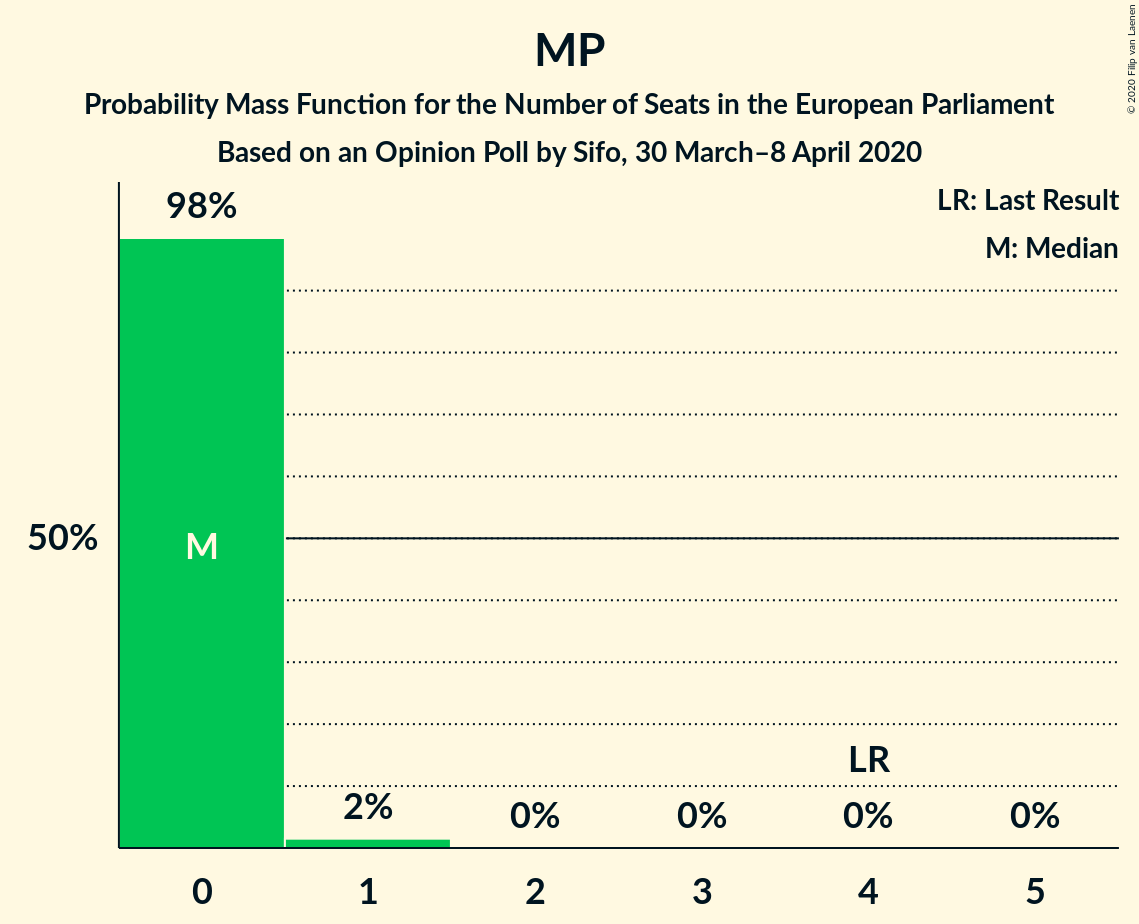 MP
Probability Mass Function for the Number of Seats in the European Parliament
Based on an Opinion Poll by Sifo, 30 March–8 April 2020
© 2020 Filip van Laenen
LR: Last Result
M: Median
98%
50%
M
LR
2%
0%
0%
0%
0%
0
1
2
3
4
5